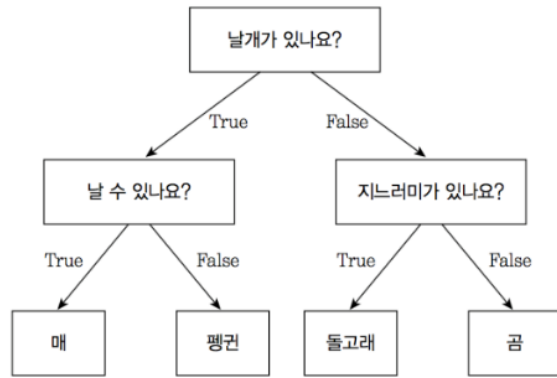 날개가 있나요?
True
False
날 수 있나요?
지느러미가 있나요?
True
False
True
False
매
펭귄
돌고래
곰